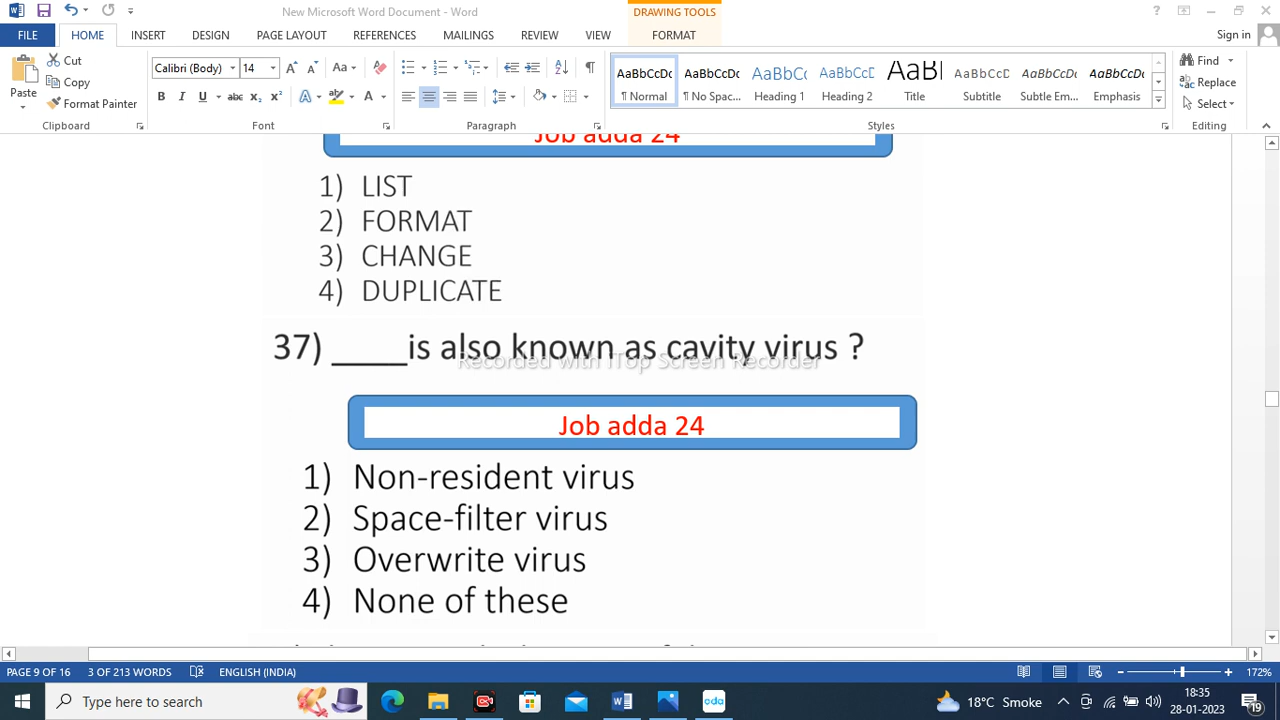 New Microsoft Word Document - Word
DRAWING TOOLS
FILE HOME INSERT DESIGN PAGE LAYOUT REFERENCES MAILINGS REVIEW VIEW FORMAT Sign in
Cut
Copy
Format Painter
Paste
Calibri (Body) 14
AaBbCcDc AaBbCcDc AaBbCc AaBbCcC AaBl AaBbCcC AaBbCcDc AaBbCcDc
¶ Normal ¶ No Spac... Heading 1 Heading 2 Title Subtitle Subtle Em... Emphasis
Find
Replace
Select
Clipboard Font Paragraph Styles Editing
Job adda 24
1) LIST
2) FORMAT
3) CHANGE
4) DUPLICATE
37) ____is also known as cavity virus ?
Recorded with iTop Screen Recorder
Job adda 24
1) Non-resident virus
2) Space-filter virus
3) Overwrite virus
4) None of these
PAGE 9 OF 16 3 OF 213 WORDS ENGLISH (INDIA) 172%
Type here to search
oda
18°C Smoke
18:35
28-01-2023
19